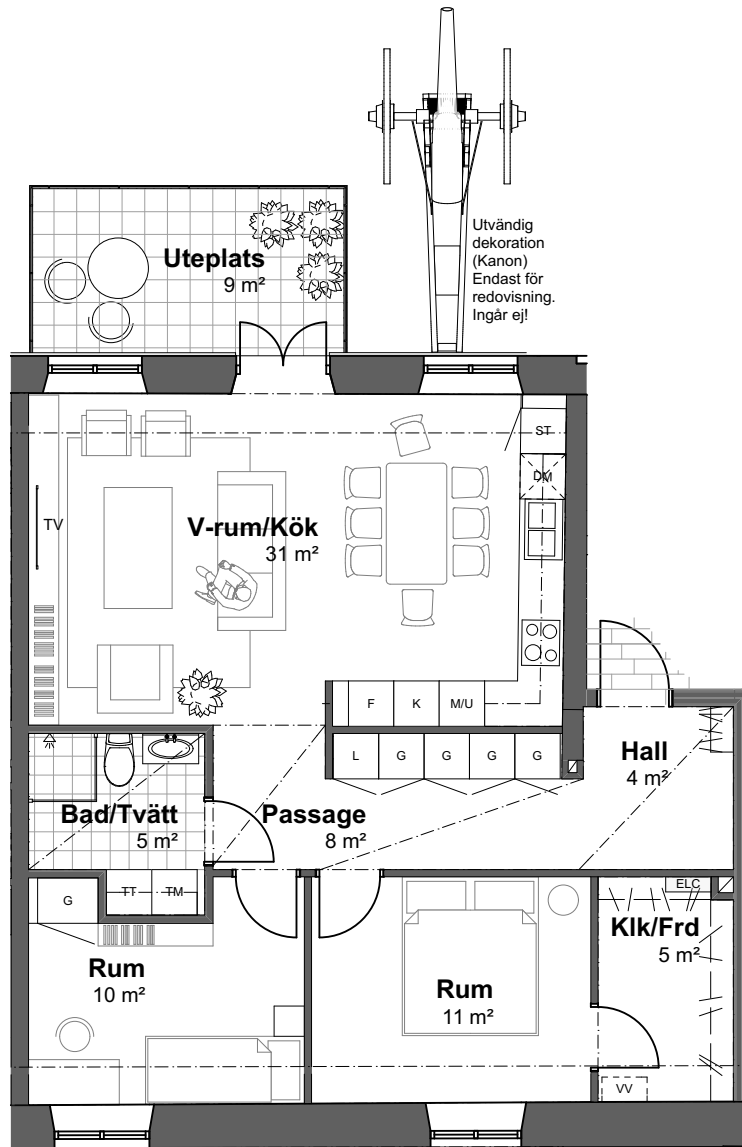 Utvändig
dekoration
(Kanon)
Endast för
redovisning.
Ingår ej!
Uteplats
9 m²
ST
DM
TV
V-rum/Kök
31 m²
F K M/U
L G G G G
Hall
4 m²
Bad/Tvätt
5 m²
Passage
8 m²
G TT TM
ELC
Klk/Frd
5 m²
Rum
10 m²
Rum
11 m²
VV